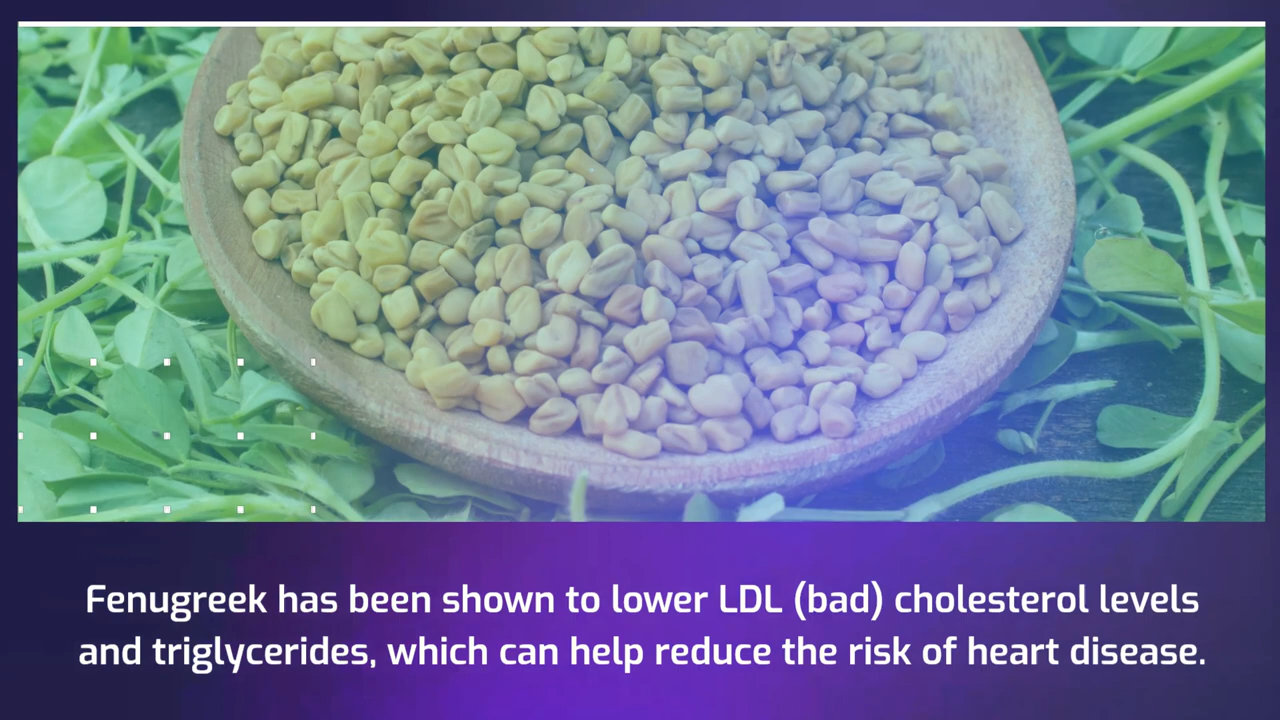 Fenugreek has been shown to lower LDL (bad) cholesterol levels
and triglycerides, which can help reduce the risk of heart disease.